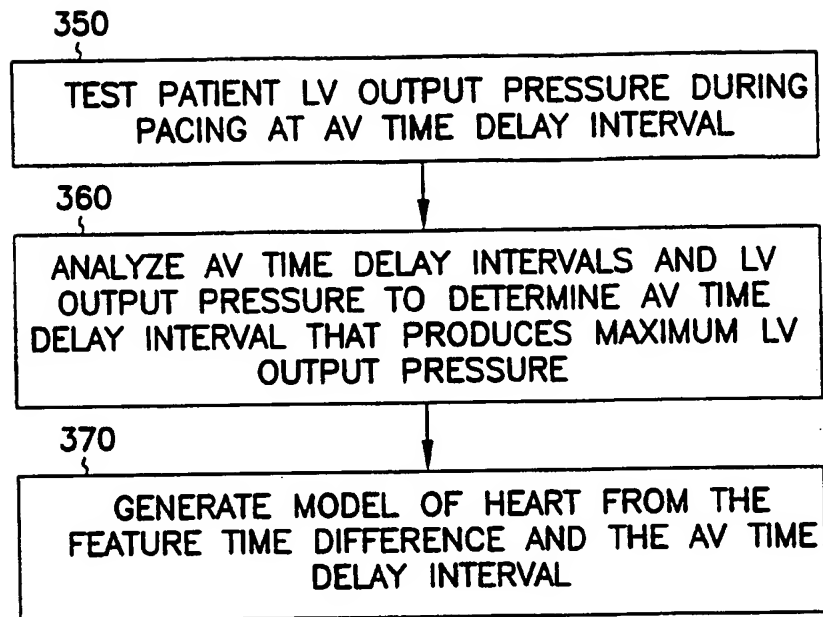 350
TEST PATIENT LV OUTPUT PRESSURE DURING
PACING AT AV TIME DELAY INTERVAL
360
ANALYZE AV TIME DELAY INTERVALS AND LV
OUTPUT PRESSURE TO DETERMINE AV TIME
DELAY INTERVAL THAT PRODUCES MAXIMUM LV
OUTPUT PRESSURE
370
GENERATE MODEL OF HEART FROM THE
FEATURE TIME DIFFERENCE AND THE AV TIME
DELAY INTERVAL